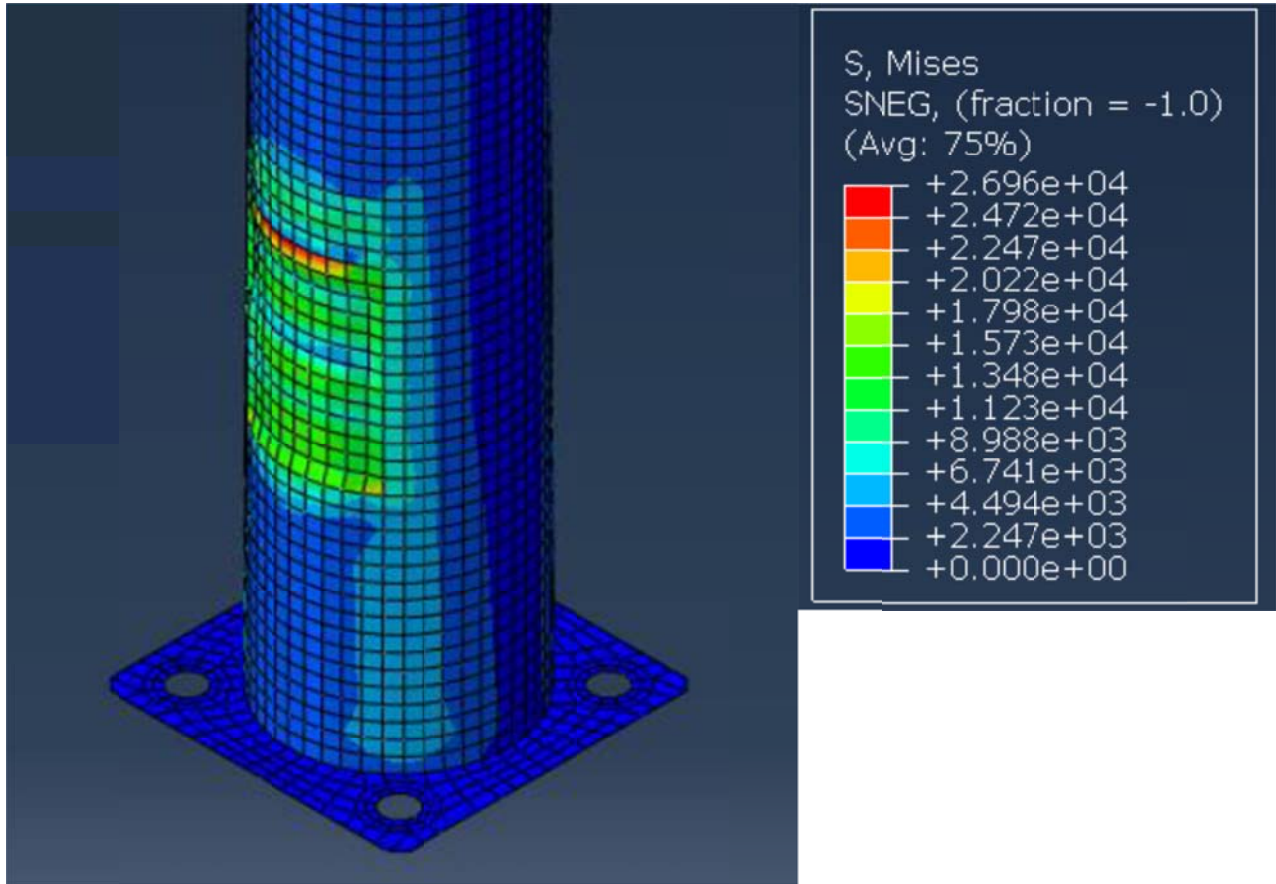 S, Mises
SNEG, (fraction = -1.0)
(Avg: 75%)
+2.696e+04
+2.472e+04
+2.247e+04
+2.022e+04
+1.798e+04
+1.573e+04
+1.348e+04
+1.123e+04
+8.988e+03
+6.741e+03
+4.494e+03
+2.247e+03
+0.000e+00